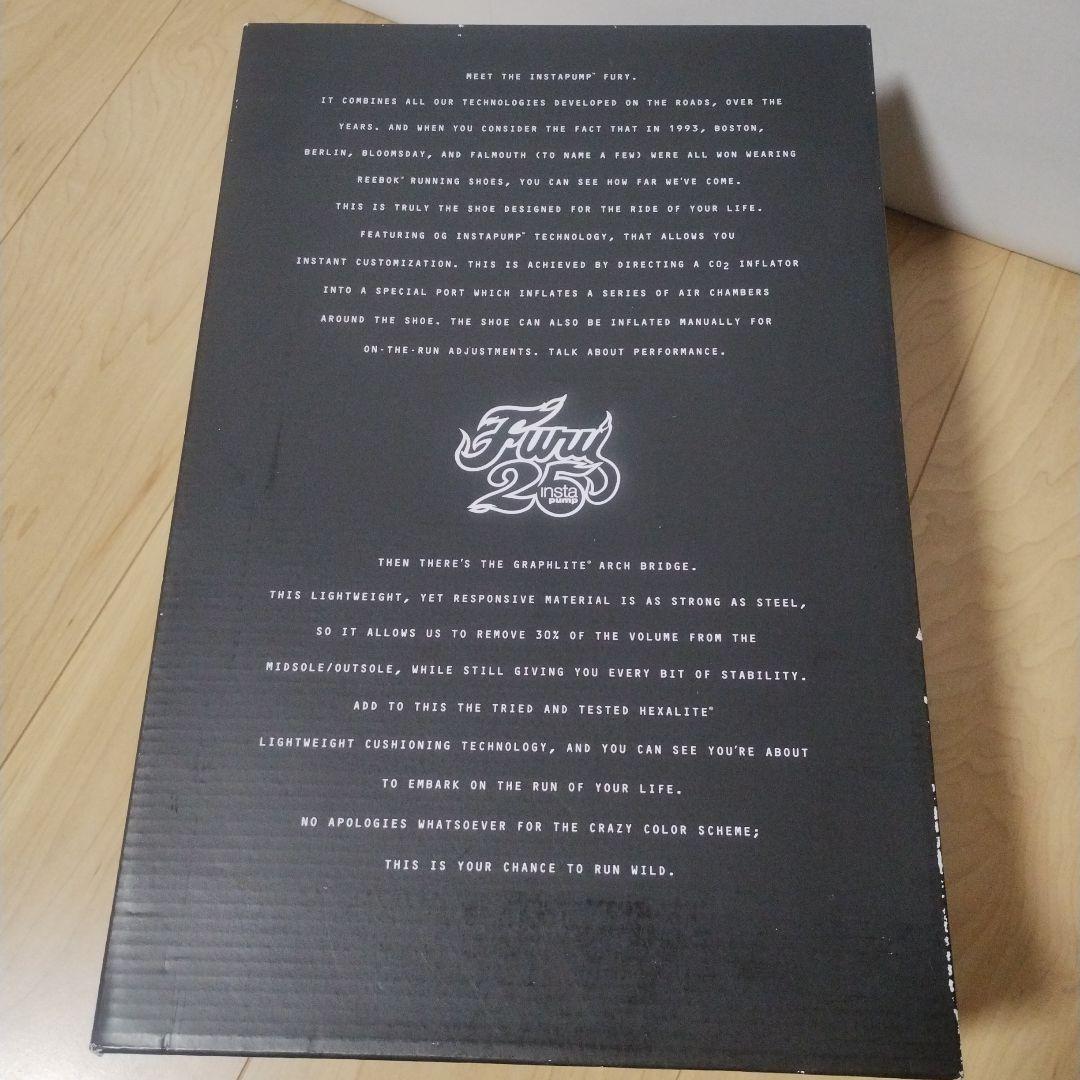 MEET THE INSTAPUMP™ FURY.
IT COMBINES ALL OUR TECHNOLOGIES DEVELOPED ON THE ROADS, OVER THE
YEARS. AND WHEN YOU CONSIDER THE FACT THAT IN 1993, BOSTON,
BERLIN, BLOOMSDAY, AND FALMOUTH (TO NAME A FEW) WERE ALL WON WEARING
REEBOK® RUNNING SHOES, YOU CAN SEE HOW FAR WE'VE COME.
THIS IS TRULY THE SHOE DESIGNED FOR THE RIDE OF YOUR LIFE.
FEATURING OG INSTAPUMP™ TECHNOLOGY, THAT ALLOWS YOU
INSTANT CUSTOMIZATION. THIS IS ACHIEVED BY DIRECTING A CO₂ INFLATOR
INTO A SPECIAL PORT WHICH INFLATES A SERIES OF AIR CHAMBERS
AROUND THE SHOE. THE SHOE CAN ALSO BE INFLATED MANUALLY FOR
ON-THE-RUN ADJUSTMENTS. TALK ABOUT PERFORMANCE.
Fury
25
insta
pump
THEN THERE'S THE GRAPHLITE® ARCH BRIDGE.
THIS LIGHTWEIGHT, YET RESPONSIVE MATERIAL IS AS STRONG AS STEEL,
SO IT ALLOWS US TO REMOVE 30% OF THE VOLUME FROM THE
MIDSOLE/OUTSOLE, WHILE STILL GIVING YOU EVERY BIT OF STABILITY.
ADD TO THIS THE TRIED AND TESTED HEXALITE®
LIGHTWEIGHT CUSHIONING TECHNOLOGY, AND YOU CAN SEE YOU'RE ABOUT
TO EMBARK ON THE RUN OF YOUR LIFE.
NO APOLOGIES WHATSOEVER FOR THE CRAZY COLOR SCHEME;
THIS IS YOUR CHANCE TO RUN WILD.